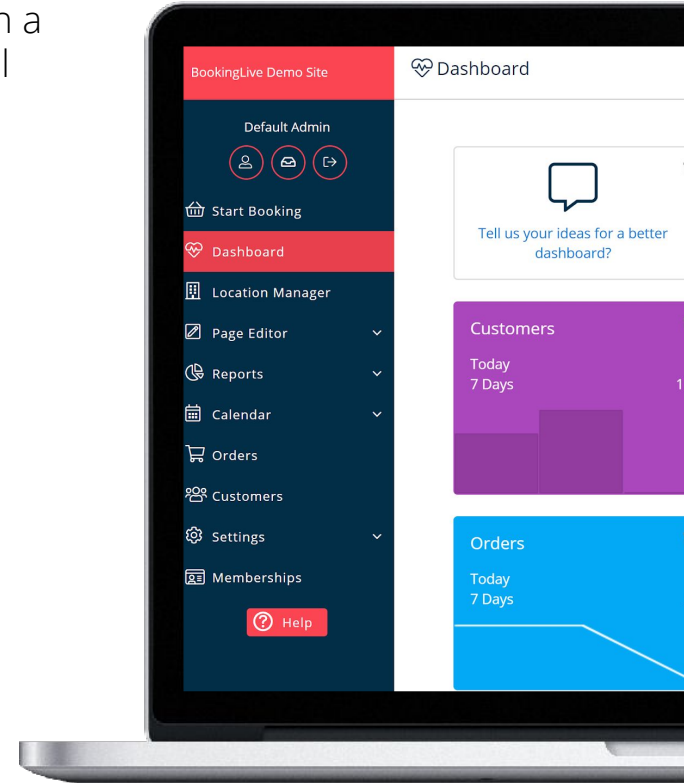 n a
l
BookingLive Demo Site
Dashboard
Default Admin
Start Booking
Dashboard
Location Manager
Page Editor
Reports
Calendar
Orders
Customers
Settings
Memberships
Help
Tell us your ideas for a better
dashboard?
Customers
Today
7 Days 1
Orders
Today
7 Days